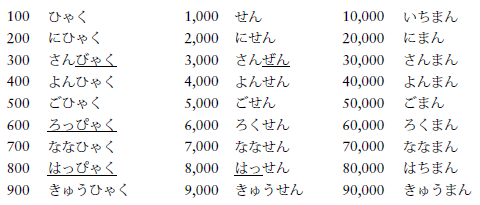 100 ひゃく 1,000 せん 10,000 いちまん
200 にひゃく 2,000 にせん 20,000 にまん
300 さんびゃく 3,000 さんぜん 30,000 さんまん
400 よんひゃく 4,000 よんせん 40,000 よんまん
500 ごひゃく 5,000 ごせん 50,000 ごまん
600 ろっぴゃく 6,000 ろくせん 60,000 ろくまん
700 ななひゃく 7,000 ななせん 70,000 ななまん
800 はっぴゃく 8,000 はっせん 80,000 はちまん
900 きゅうひゃく 9,000 きゅうせん 90,000 きゅうまん